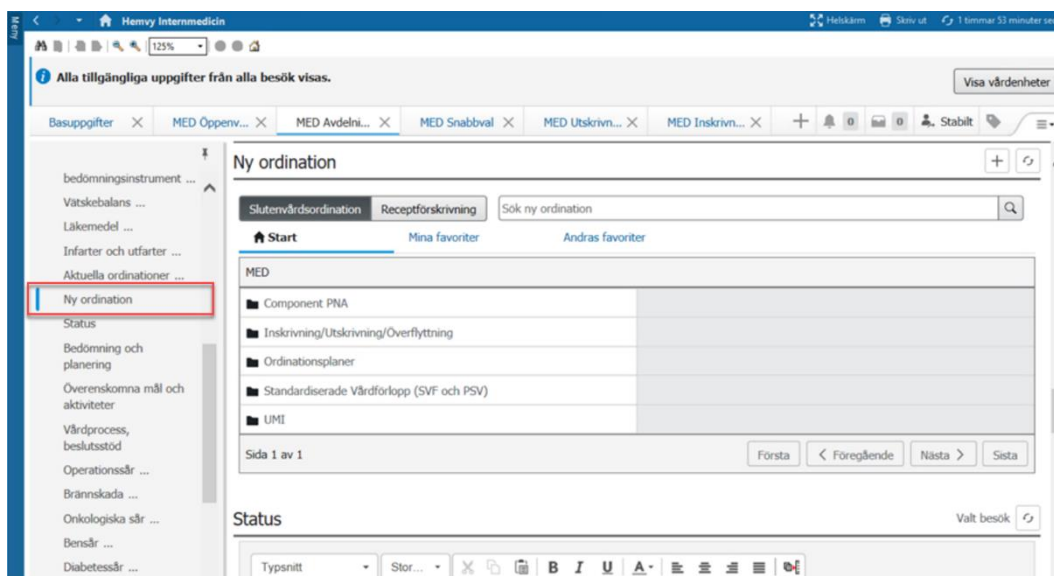 Meny
Hemvy Internmedicin
Helskärm Skriv ut 1 timmar 53 minuter
125%
Alla tillgängliga uppgifter från alla besök visas.
Visa vårdenheter
Basuppgifter MED Öppenv... MED Avdelni... MED Snabbval MED Utskrivn... MED Inskrivn... 0 0 Stabilt
bedömningsinstrument ...
Vätskebalans ...
Läkemedel ...
Infarter och utfarter ...
Aktuella ordinationer ...
Ny ordination
Status
Bedömning och
planering
Överenskomna mål och
aktiviteter
Vårdprocess,
beslutsstöd
Operationssår ...
Brännskada ...
Onkologiska sår ...
Bensår ...
Diabetessår ...
Ny ordination
Slutenvårdsordination Receptförskrivning Sök ny ordination
Start Mina favoriter Andras favoriter
MED
Component PNA
Inskrivning/Utskrivning/Överflyttning
Ordinationsplaner
Standardiserade Vårdförlopp (SVF och PSV)
UMI
Sida 1 av 1 Första Föregående Nästa Sista
Status Valt besök
Typsnitt Stor... B I U A